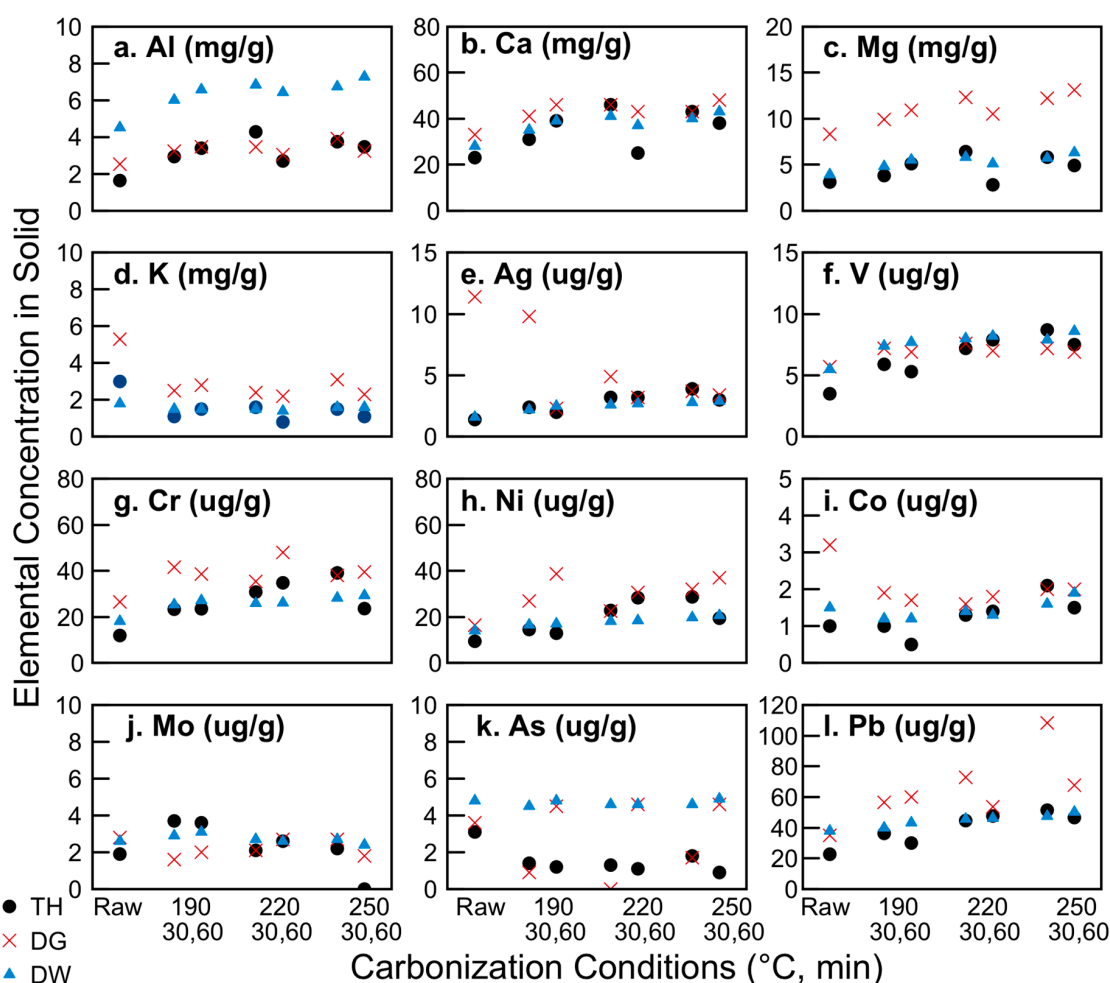 Elemental Concentration in Solid
a. Al (mg/g)
10
8
6
4
2
0
b. Ca (mg/g)
80
60
40
20
0
c. Mg (mg/g)
20
15
10
5
0
d. K (mg/g)
10
8
6
4
2
0
e. Ag (ug/g)
15
10
5
0
f. V (ug/g)
15
10
5
0
g. Cr (ug/g)
80
60
40
20
0
h. Ni (ug/g)
80
60
40
20
0
i. Co (ug/g)
5
4
3
2
1
0
j. Mo (ug/g)
10
8
6
4
2
0
k. As (ug/g)
10
8
6
4
2
0
l. Pb (ug/g)
120
100
80
60
40
20
0
Raw 190 220 250
30,60 30,60 30,60
Raw 190 220 250
30,60 30,60 30,60
Raw 190 220 250
30,60 30,60 30,60
TH
DG
DW
Carbonization Conditions (°C, min)